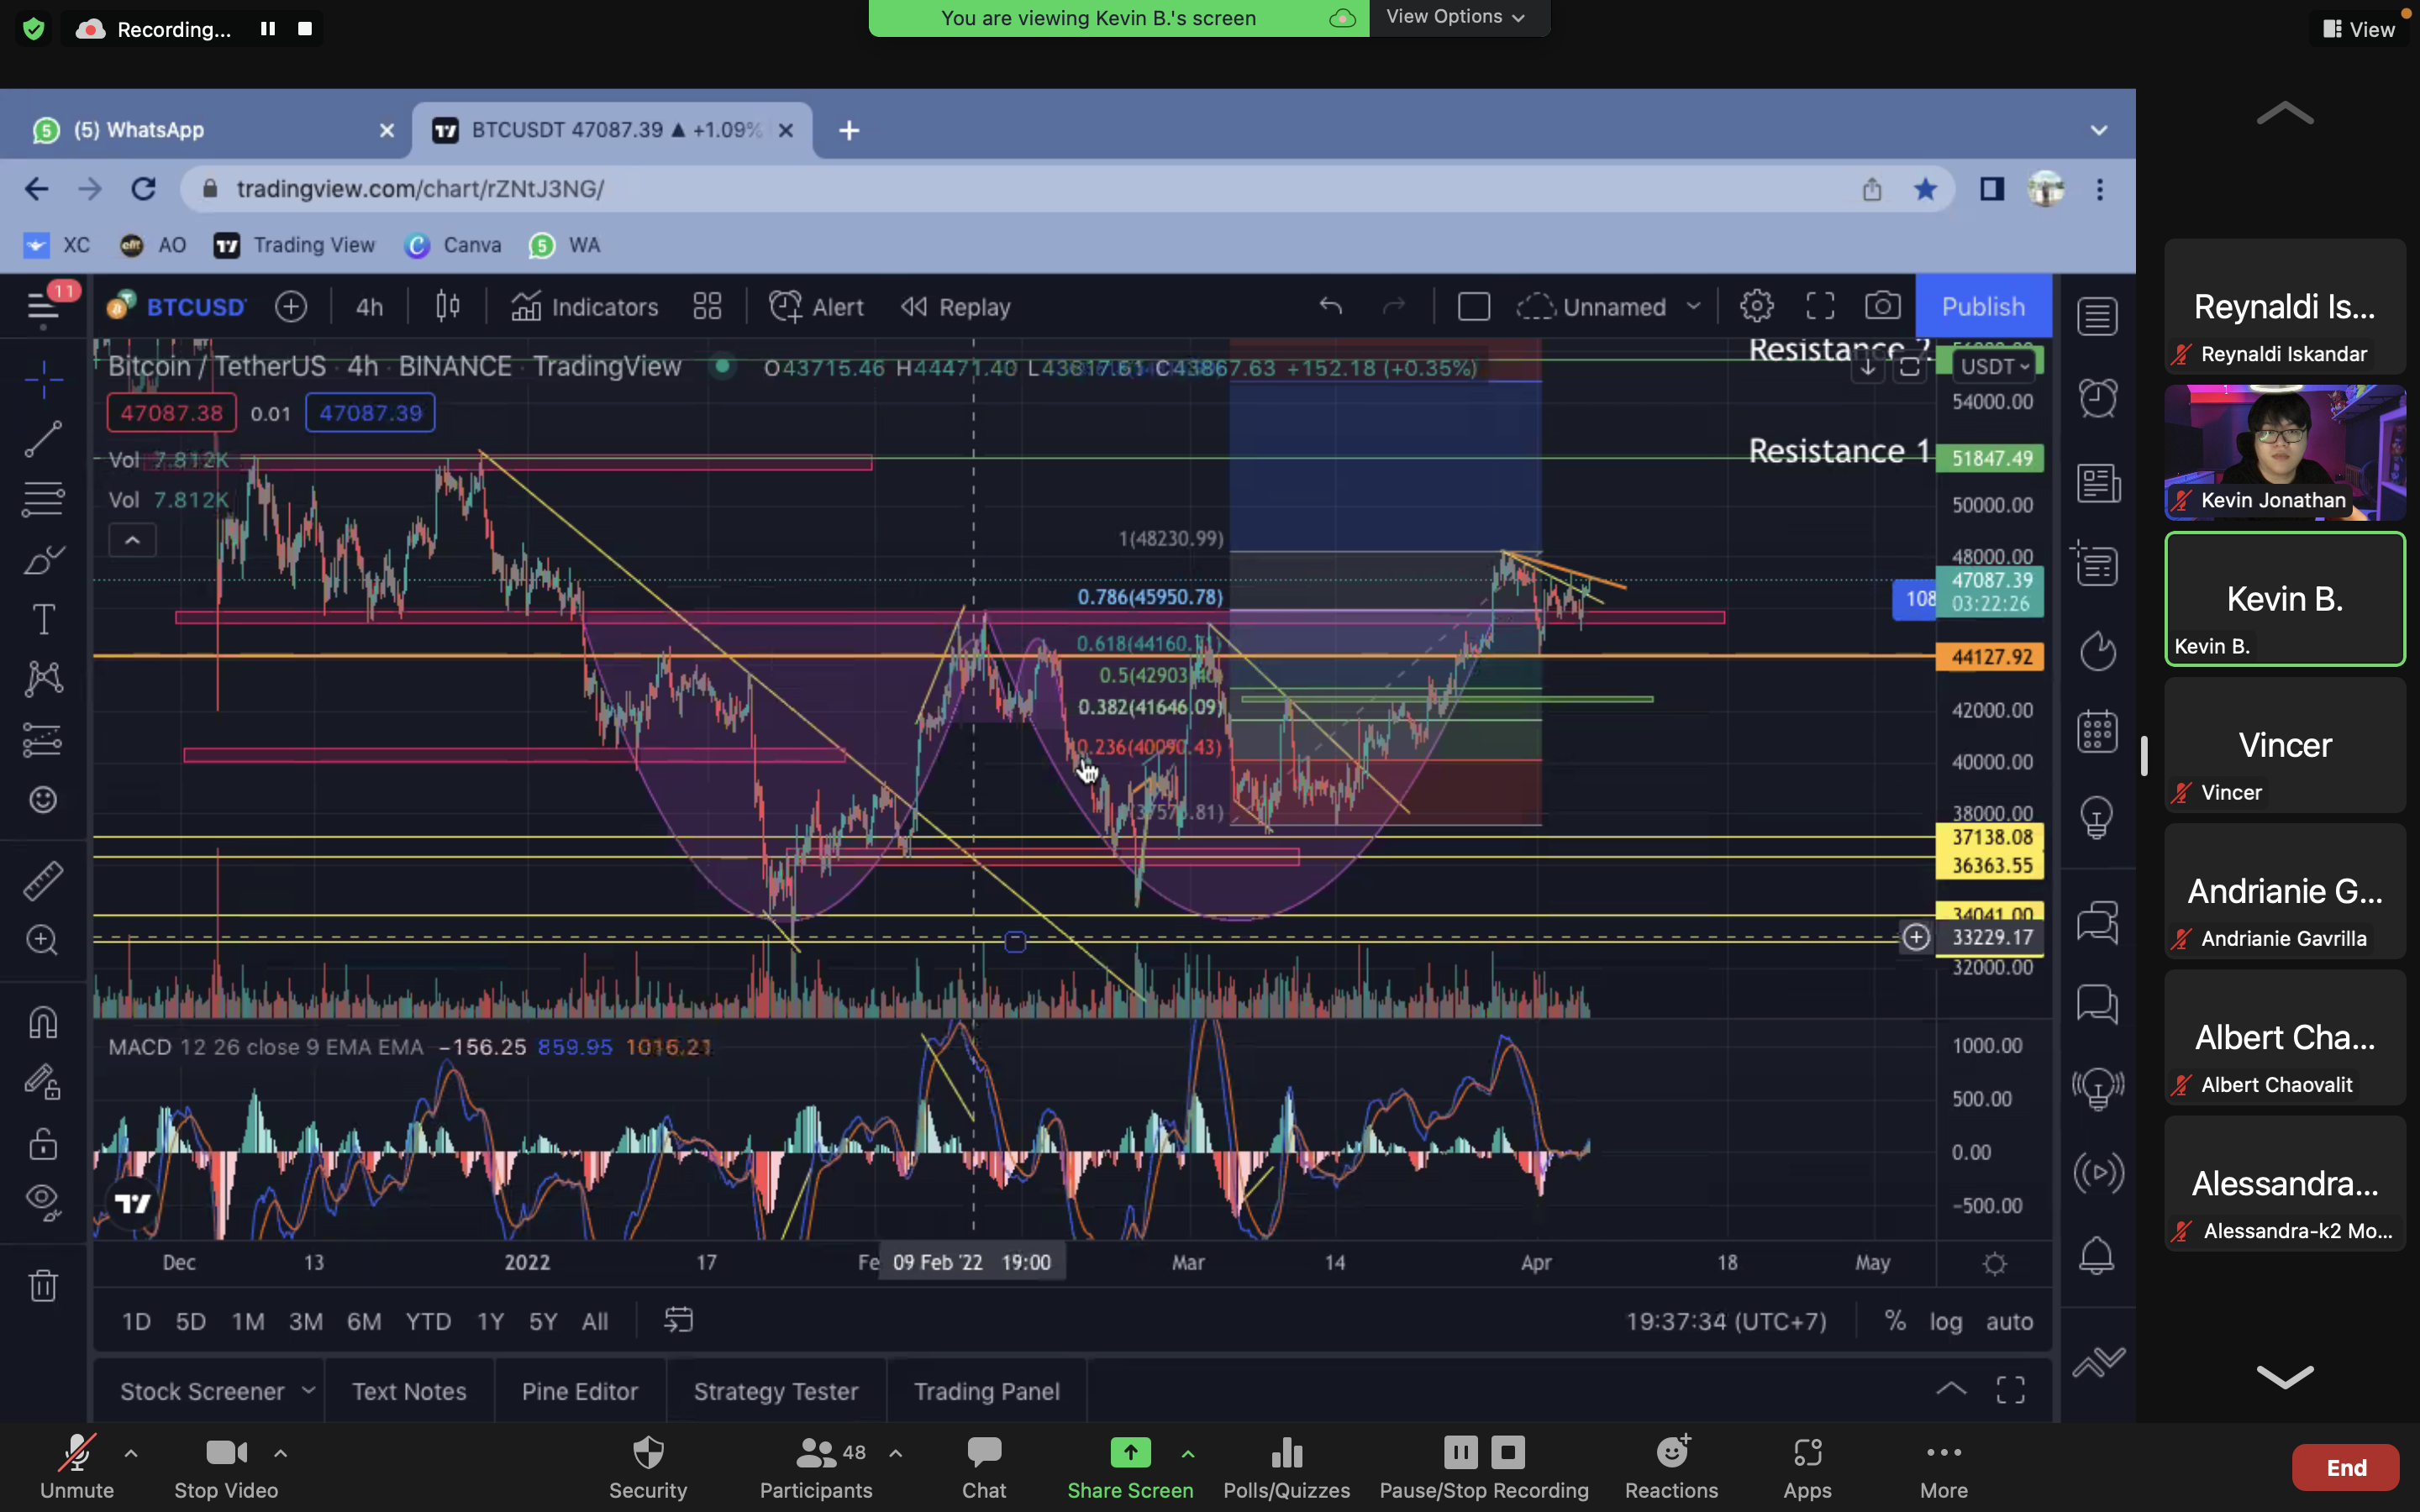 Recording...
You are viewing Kevin B.'s screen
View Options
View
(5) WhatsApp
BTCUSDT 47087.39 ▲ +1.09%
tradingview.com/chart/rZNtJ3NG/
XC
AO
Trading View
Canva
5
WA
11
BTCUSD
4h
Indicators
Alert
Replay
Unnamed
Publish
Bitcoin / TetherUS · 4h · BINANCE · TradingView
O43715.46 H44471.40 +152.18 (+0.35%)
Resistance 2
USDT
47087.38
0.01
47087.39
54000.00
Vol 7.812K
Resistance 1
51847.49
Vol 7.812K
50000.00
1(48230.99)
48000.00
47087.39
03:22:26
0.786(45950.78)
108
0.618(44160.
44127.92
0.5(42903
0.382(41646.09)
42000.00
0.236(40090.43)
40000.00
38000.00
37138.08
36363.55
34041.00
33229.17
32000.00
MACD 12 26 close 9 EMA EMA −156.25 859.95 1016.21
1000.00
500.00
0.00
−500.00
Dec
13
2022
17
Fe
09 Feb '22 19:00
Mar
14
Apr
18
May
1D 5D 1M 3M 6M YTD 1Y 5Y All
19:37:34 (UTC+7)
% log auto
Stock Screener
Text Notes
Pine Editor
Strategy Tester
Trading Panel
Reynaldi Is...
Reynaldi Iskandar
Kevin Jonathan
Kevin B.
Kevin B.
Vincer
Vincer
Andrianie G...
Andrianie Gavrilla
Albert Cha...
Albert Chaovalit
Alessandra...
Alessandra-k2 Mo...
Unmute
Stop Video
Security
48
Participants
Chat
Share Screen
Polls/Quizzes
Pause/Stop Recording
Reactions
Apps
More
End